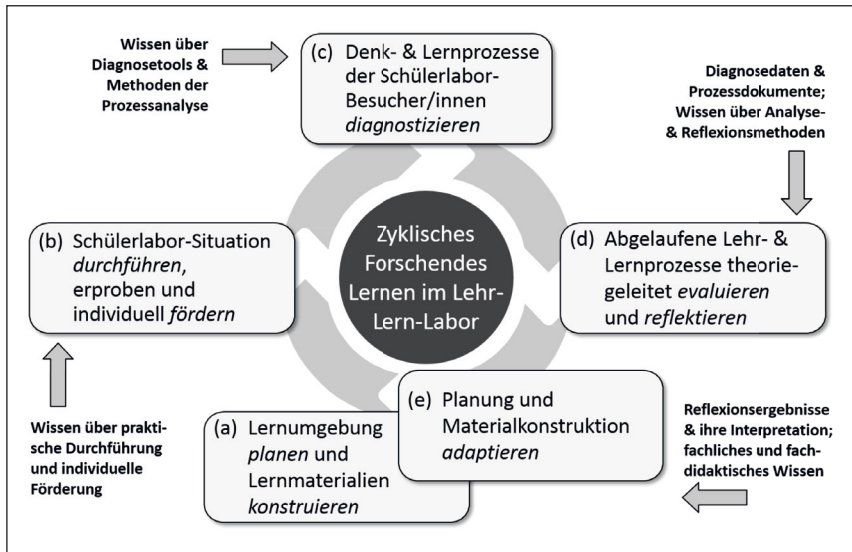 Wissen über
Diagnosetools &
Methoden der
Prozessanalyse
(c) Denk- & Lernprozesse
der Schülerlabor-
Besucher/innen
diagnostizieren
Diagnosedaten &
Prozessdokumente;
Wissen über Analyse-
& Reflexionsmethoden
(b) Schülerlabor-Situation
durchführen,
erproben und
individuell fördern
Zyklisches
Forschendes
Lernen im Lehr-
Lern-Labor
(d) Abgelaufene Lehr- &
Lernprozesse theorie-
geleitet evaluieren
und reflektieren
Wissen über prakti-
sche Durchführung
und individuelle
Förderung
(a) Lernumgebung
planen und
Lernmaterialien
konstruieren
(e) Planung und
Materialkonstruktion
adaptieren
Reflexionsergebnisse
& ihre Interpretation;
fachliches und fach-
didaktisches Wissen